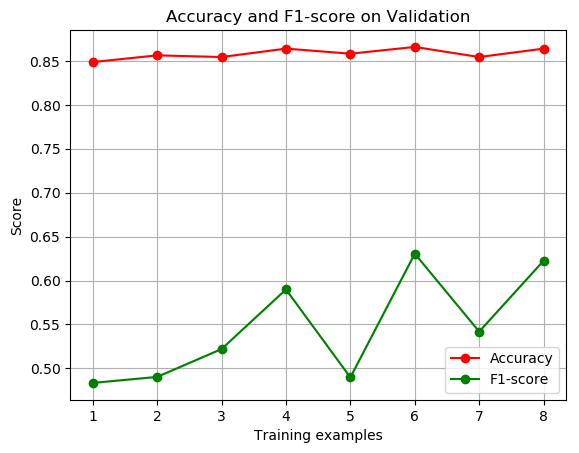 Accuracy and F1-score on Validation
Score
0.85
0.80
0.75
0.70
0.65
0.60
0.55
0.50
Accuracy
F1-score
1 2 3 4 5 6 7 8
Training examples